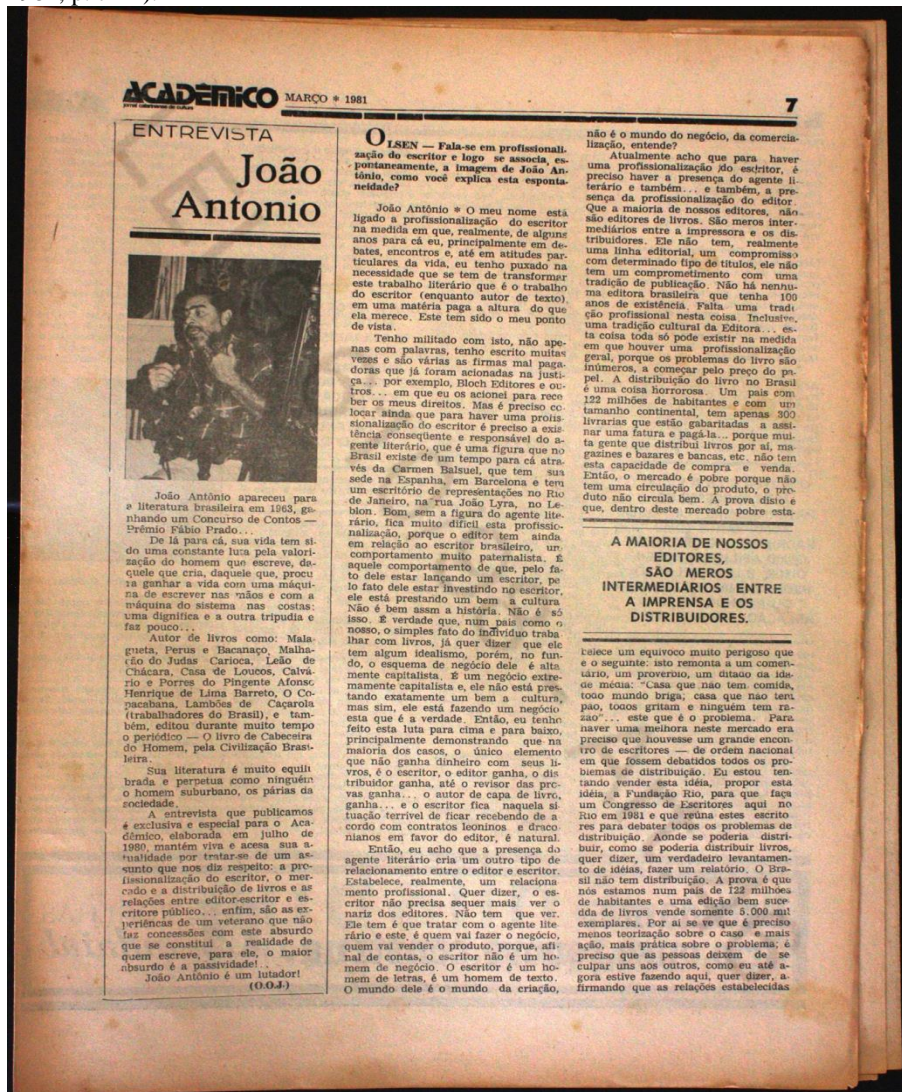 ACADÊMICO MARÇO * 1981
7
ENTREVISTA
João
Antonio
João Antônio apareceu para
a literatura brasileira em 1963, ga-
nhando um Concurso de Contos —
Prêmio Fábio Prado...
De lá para cá, sua vida tem si-
do uma constante luta pela valori-
zação do homem que escreve, da-
quele que cria, daquele que, procu
ra ganhar a vida com uma máqui-
na de escrever nas mãos e com a
máquina do sistema nas costas:
uma dignifica e a outra tripudia e
faz pouco...
Autor de livros como: Mala-
gueta, Perus e Bacanaço, Malha-
ção do Judas Carioca, Leão de
Chácara, Casa de Loucos, Calvá-
rio e Porres do Pingente Afonso
Henrique de Lima Barreto, O Co-
pacabana, Lambões de Caçarola
(trabalhadores do Brasil), e tam-
bém, editou durante muito tempo
o periódico — O livro de Cabeceira
do Homem, pela Civilização Brasi-
leira.
Sua literatura é muito equili
brada e perpetua como ninguém
o homem suburbano, os párias da
sociedade.
A entrevista que publicamos
é exclusiva e especial para o Aca-
dêmico, elaborada em julho de
1980, mantém viva e acesa sua a-
tualidade por tratar-se de um as-
sunto que nos diz respeito: a pro-
fissionalização do escritor, o mer-
cado e a distribuição de livros e as
relações entre editor-escritor e es-
critore público... enfim, são as ex-
periências de um veterano que não
faz concessões com este absurdo
que se constitui a realidade de
quem escreve, para ele, o maior
absurdo é a passividade!...
João Antônio é um lutador!
(O.O.J.)
OLSEN — Fala-se em profissionali-
zação do escritor e logo se associa, es-
pontaneamente, a imagem de João An-
tônio, como você explica esta esponta-
neidade?
João Antônio * O meu nome está
ligado a profissionalização do escritor
na medida em que, realmente, de alguns
anos para cá eu, principalmente em de-
bates, encontros e, até em atitudes par-
ticulares da vida, eu tenho puxado na
necessidade que se tem de transformar
este trabalho literário que é o trabalho
do escritor (enquanto autor de texto),
em uma matéria paga a altura do que
ela merece. Este tem sido o meu ponto
de vista.
Tenho militado com isto, não ape-
nas com palavras, tenho escrito muitas
vezes e são várias as firmas mal paga-
doras que já foram acionadas na justi-
ça... por exemplo, Bloch Editores e ou-
tros... em que eu os acionei para rece
ber os meus direitos. Mas é preciso co-
locar ainda que para haver uma profis-
sionalização do escritor é preciso a exis-
tência conseqüente e responsável do a-
gente literário, que é uma figura que no
Brasil existe de um tempo para cá atra-
vés da Carmen Balsuel, que tem sua
sede na Espanha, em Barcelona e tem
um escritório de representações no Rio
de Janeiro, na rua João Lyra, no Le-
blon. Bom, sem a figura do agente lite-
rário, fica muito difícil esta profissio-
nalização, porque o editor tem ainda,
em relação ao escritor brasileiro, um
comportamento muito paternalista. É
aquele comportamento de que, pelo fa-
to dele estar lançando um escritor, pe
lo fato dele estar investindo no escritor,
ele está prestando um bem a cultura
Não é bem assm a história. Não é só
isso. É verdade que, num país como o
nosso, o simples fato do indivíduo traba
lhar com livros, já quer dizer que ele
tem algum idealismo, porém, no fun-
do, o esquema de negócio dele é alta
mente capitalista. É um negócio extre-
mamente capitalista e, ele não está pres-
tando exatamente um bem a cultura,
mas sim, ele está fazendo um negócio
esta que é a verdade. Então, eu tenho
feito esta luta para cima e para baixo,
principalmente demonstrando que na
maioria dos casos, o único elemento
que não ganha dinheiro com seus li-
vros, é o escritor, o editor ganha, o dis
tribuidor ganha, até o revisor das pro-
vas ganha... o autor de capa de livro,
ganha... e o escritor fica naquela si-
tuação terrível de ficar recebendo de a
cordo com contratos leoninos e draco
nianos em favor do editor, é natural.
Então, eu acho que a presença do
agente literário cria um outro tipo de
relacionamento entre o editor e escritor.
Estabelece, realmente, um relaciona
mento profissional. Quer dizer, o es-
critor não precisa sequer mais ver o
nariz dos editores. Não tem que ver.
Ele tem é que tratar com o agente lite
rário e este, é quem vai fazer o negócio,
quem vai vender o produto, porque, afi-
nal de contas, o escritor não é um ho-
mem de negócio. O escritor é um ho-
mem de letras, é um homem de texto.
O mundo dele é o mundo da criação,
não é o mundo do negócio, da comercia-
lização, entende?
Atualmente acho que para haver
uma profissionalização do escritor, é
preciso haver a presença do agente li-
terário e também... e também, a pre-
sença da profissionalização do editor.
Que a maioria de nossos editores, não
são editores de livros. São meros inter-
mediários entre a impressora e os dis-
tribuidores. Ele não tem, realmente
uma linha editorial, um compromisso
com determinado tipo de títulos, ele não
tem um comprometimento com uma
tradição de publicação. Não há nenhu-
ma editora brasileira que tenha 100
anos de existência. Falta uma tradi
ção profissional nesta coisa. Inclusive,
uma tradição cultural da Editora... es-
ta coisa toda só pode existir na medida
em que houver uma profissionalização
geral, porque os problemas do livro são
inúmeros, a começar pelo preço do pa-
pel. A distribuição do livro no Brasil
é uma coisa horrorosa. Um país com
122 milhões de habitantes e com um
tamanho continental, tem apenas 300
livrarias que estão gabaritadas a assi-
nar uma fatura e pagá-la... porque mui-
ta gente que distribui livros por aí, ma-
gazines e bazares e bancas, etc. não tem
esta capacidade de compra e venda.
Então, o mercado é pobre porque não
tem uma circulação do produto, o pro-
duto não circula bem. A prova disto é
que, dentro deste mercado pobre esta-
A MAIORIA DE NOSSOS
EDITORES,
SÃO MEROS
INTERMEDIÁRIOS ENTRE
A IMPRENSA E OS
DISTRIBUIDORES.
belece um equívoco muito perigoso que
e o seguinte: isto remonta a um comen-
tário, um provérbio, um ditado da Ida-
de média: "Casa que não tem comida,
todo mundo briga; casa que não tem
pão, todos gritam e ninguém tem ra-
zão"... este que é o problema. Para
haver uma melhoria neste mercado era
preciso que houvesse um grande encon-
tro de escritores — de ordem nacional
em que fossem debatidos todos os pro-
blemas de distribuição. Eu estou ten-
tando vender esta idéia, propor esta
idéia, a Fundação Rio, para que faça
um Congresso de Escritores aqui no
Rio em 1981 e que reúna estes escrito
res para debater todos os problemas de
distribuição. Aonde se poderia distri-
buir, como se poderia distribuir livros,
quer dizer, um verdadeiro levantamen-
to de idéias, fazer um relatório. O Bra-
sil não tem distribuição. A prova é que
nós estamos num país de 122 milhões
de habitantes e uma edição bem suce
dda de livros vende somente 5.000 mil
exemplares. Por aí se ve que é preciso
menos teorização sobre o caso e mais
ação, mais prática sobre o problema; é
preciso que as pessoas deixem de se
culpar uns aos outros, como eu até a-
gora estive fazendo aqui, quer dizer, a-
firmando que as relações estabelecidas